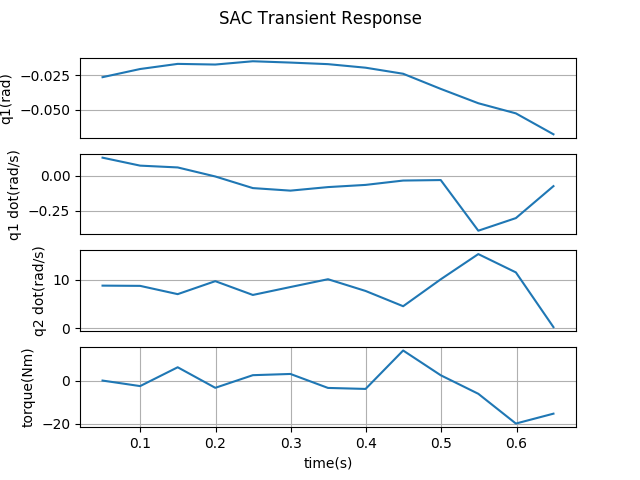 SAC Transient Response
q1(rad)
−0.025
−0.050
q1 dot(rad/s)
0.00
−0.25
q2 dot(rad/s)
10
0
torque(Nm)
0
−20
0.1 0.2 0.3 0.4 0.5 0.6
time(s)